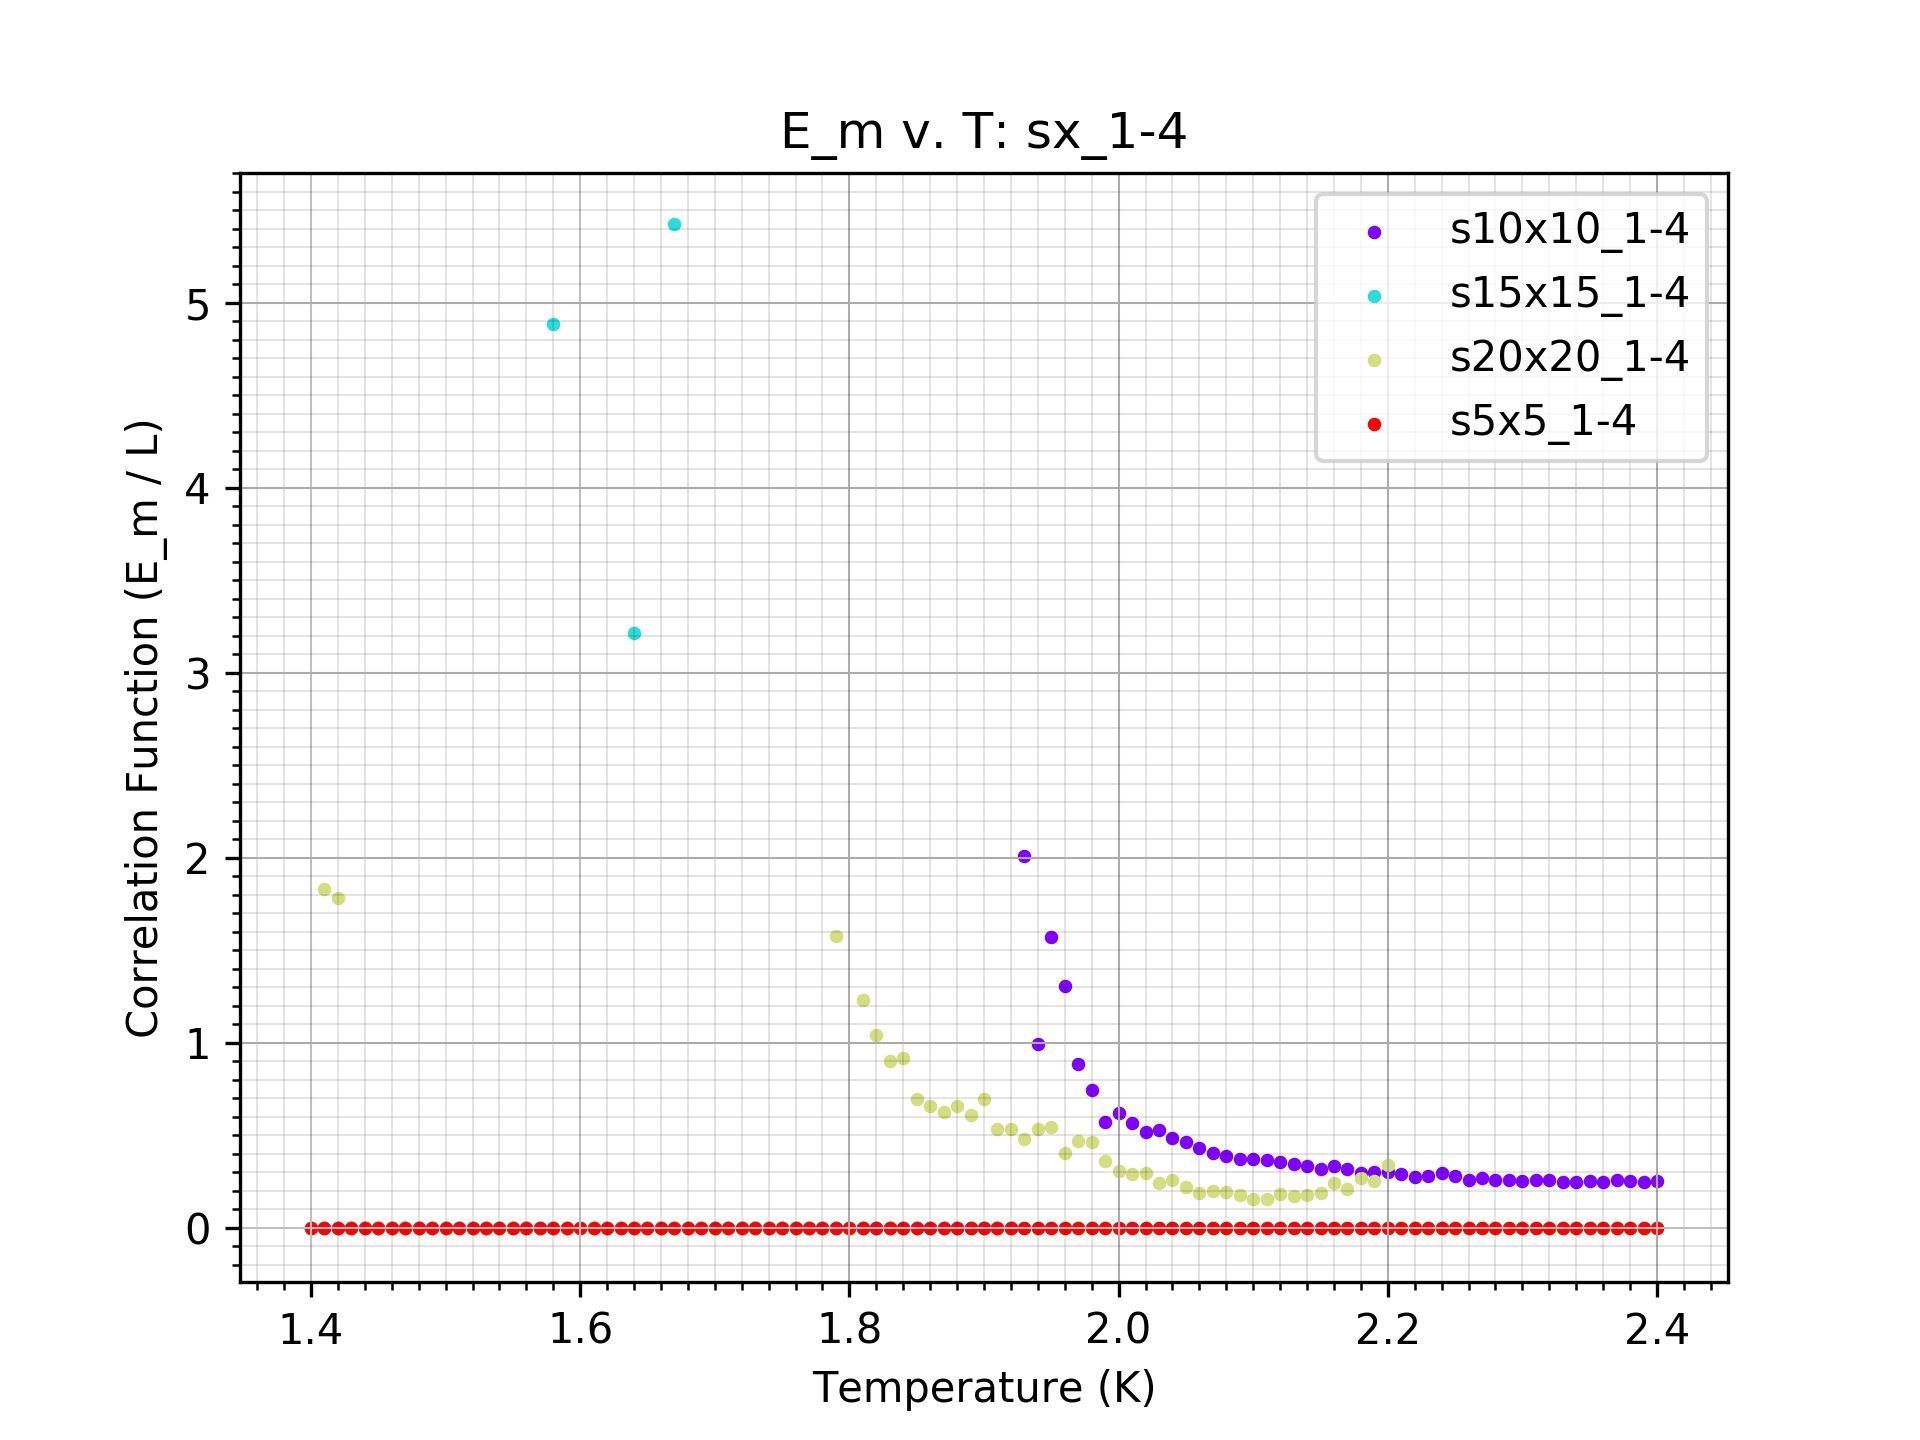 E_m v. T: sx_1-4
s10x10_1-4
s15x15_1-4
s20x20_1-4
s5x5_1-4
Correlation Function (E_m / L)
5
4
3
2
1
0
1.4 1.6 1.8 2.0 2.2 2.4
Temperature (K)